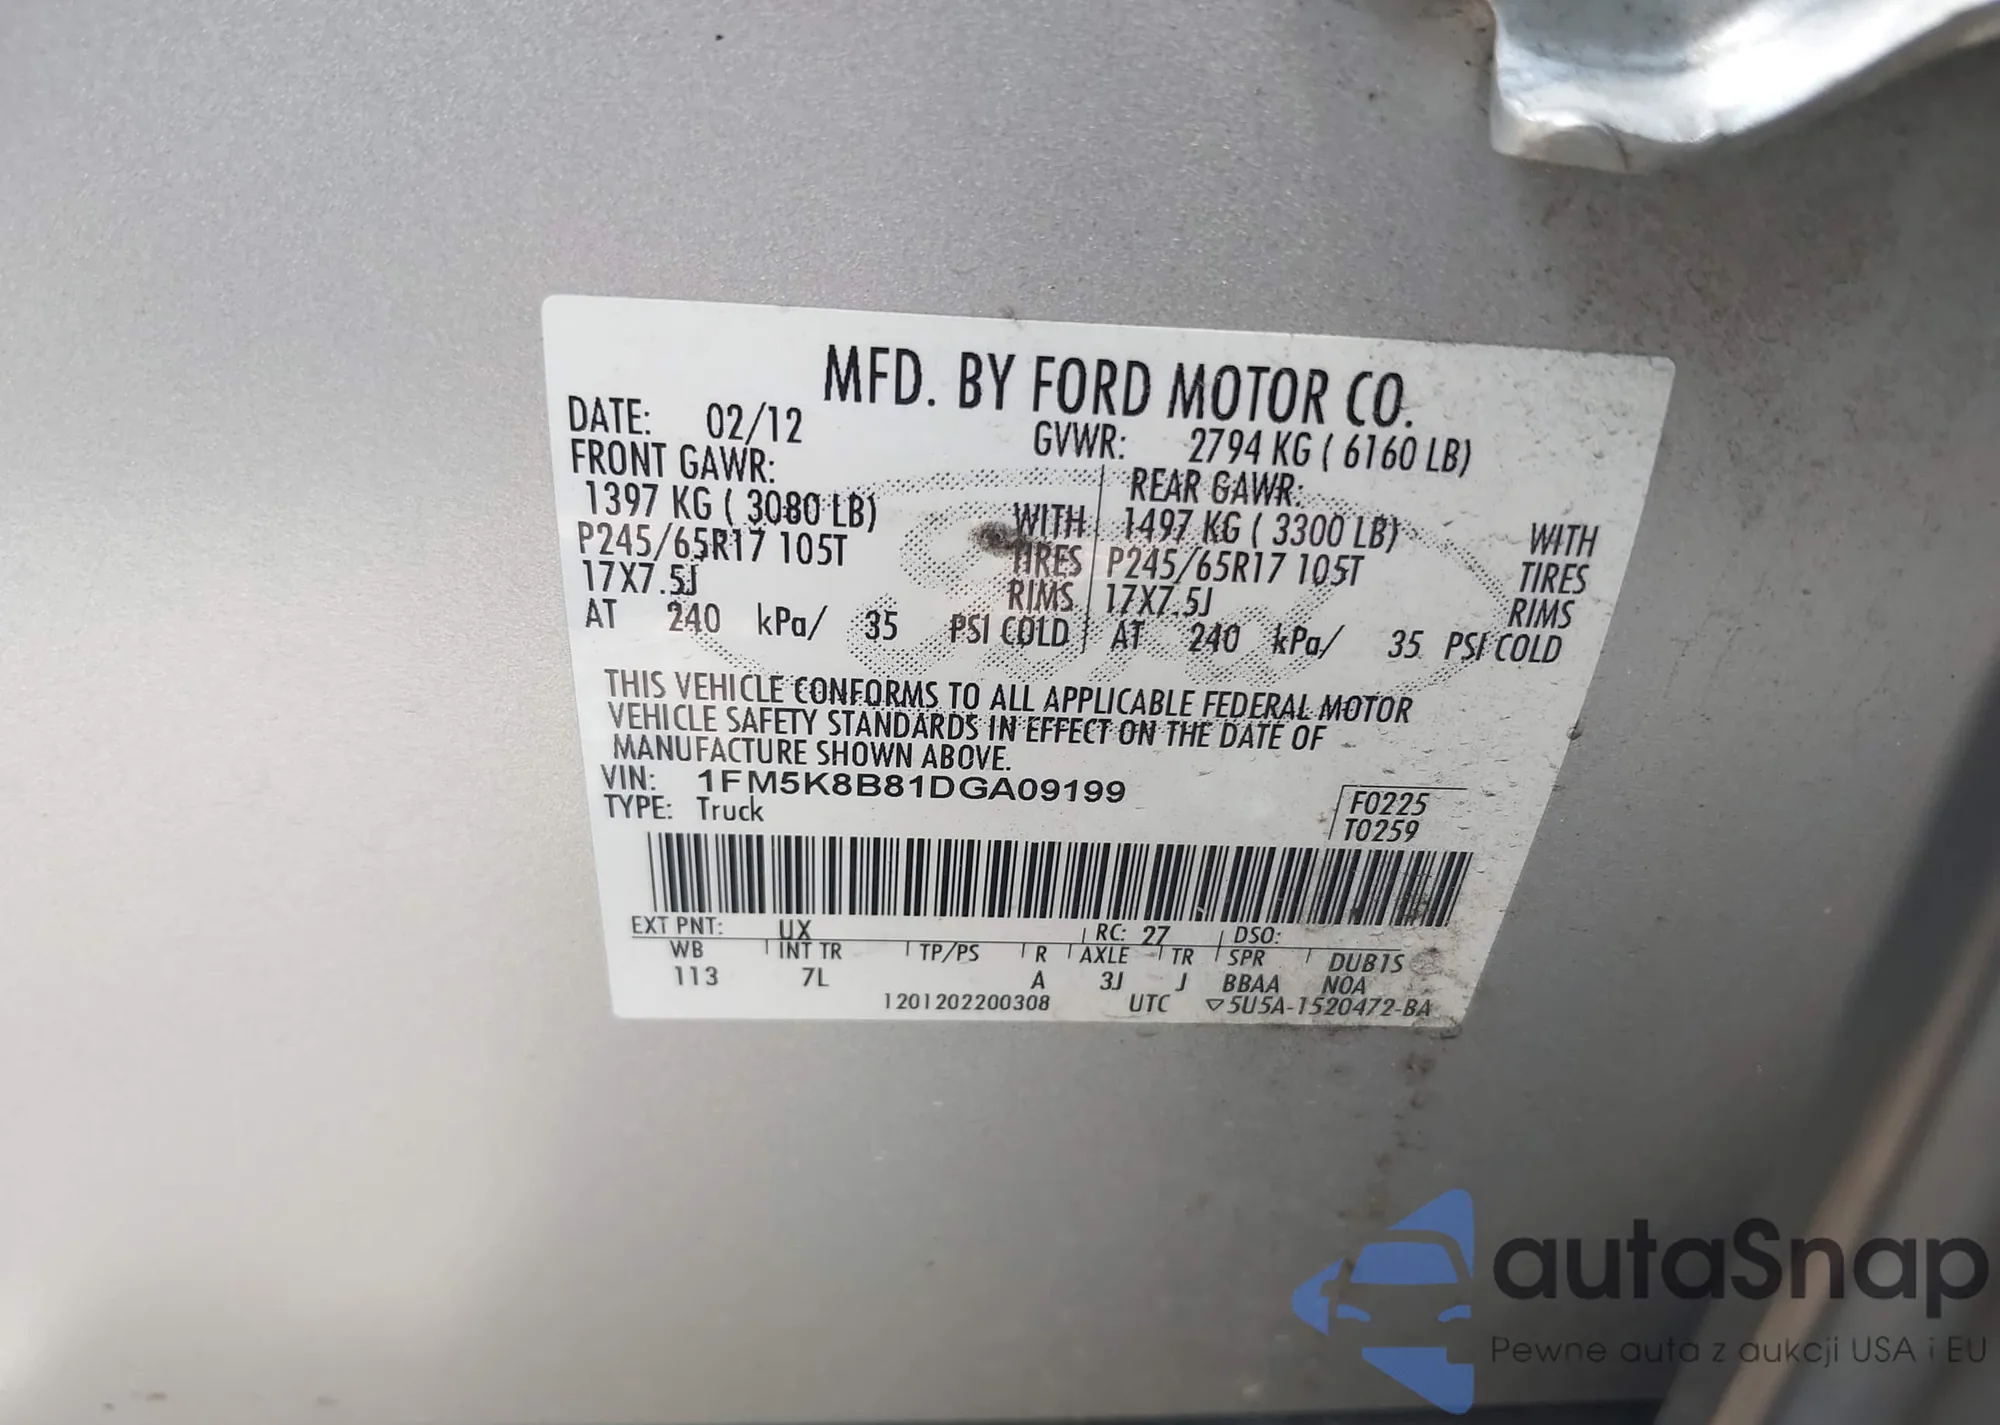 MFD. BY FORD MOTOR CO.
DATE: 02/12 GVWR: 2794 KG ( 6160 LB)
FRONT GAWR: REAR GAWR:
1397 KG ( 3080 LB) WITH 1497 KG ( 3300 LB) WITH
P245/65R17 105T TIRES P245/65R17 105T TIRES
17X7.5J RIMS 17X7.5J RIMS
AT 240 kPa/ 35 PSI COLD AT 240 kPa/ 35 PSI COLD
THIS VEHICLE CONFORMS TO ALL APPLICABLE FEDERAL MOTOR
VEHICLE SAFETY STANDARDS IN EFFECT ON THE DATE OF
MANUFACTURE SHOWN ABOVE.
VIN: 1FM5K8B81DGA09199
TYPE: Truck
F0225
T0259
EXT PNT: UX RC: 27 DSO:
WB INT TR TP/PS R AXLE TR SPR DUB1S
113 7L A 3J J BBAA NOA
1201202200308 UTC ▽5U5A-1520472-BA
autaSnap
Pewne auta z aukcji USA i EU